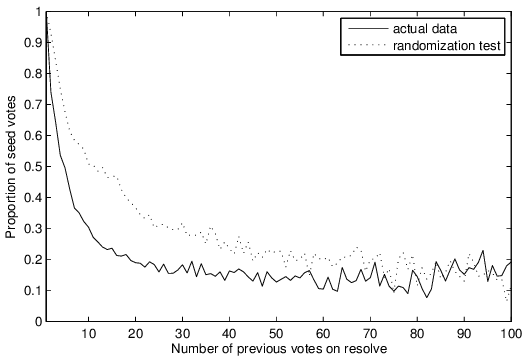 1
0.9
0.8
0.7
0.6
0.5
0.4
0.3
0.2
0.1
0
Proportion of seed votes
actual data
randomization test
10 20 30 40 50 60 70 80 90 100
Number of previous votes on resolve